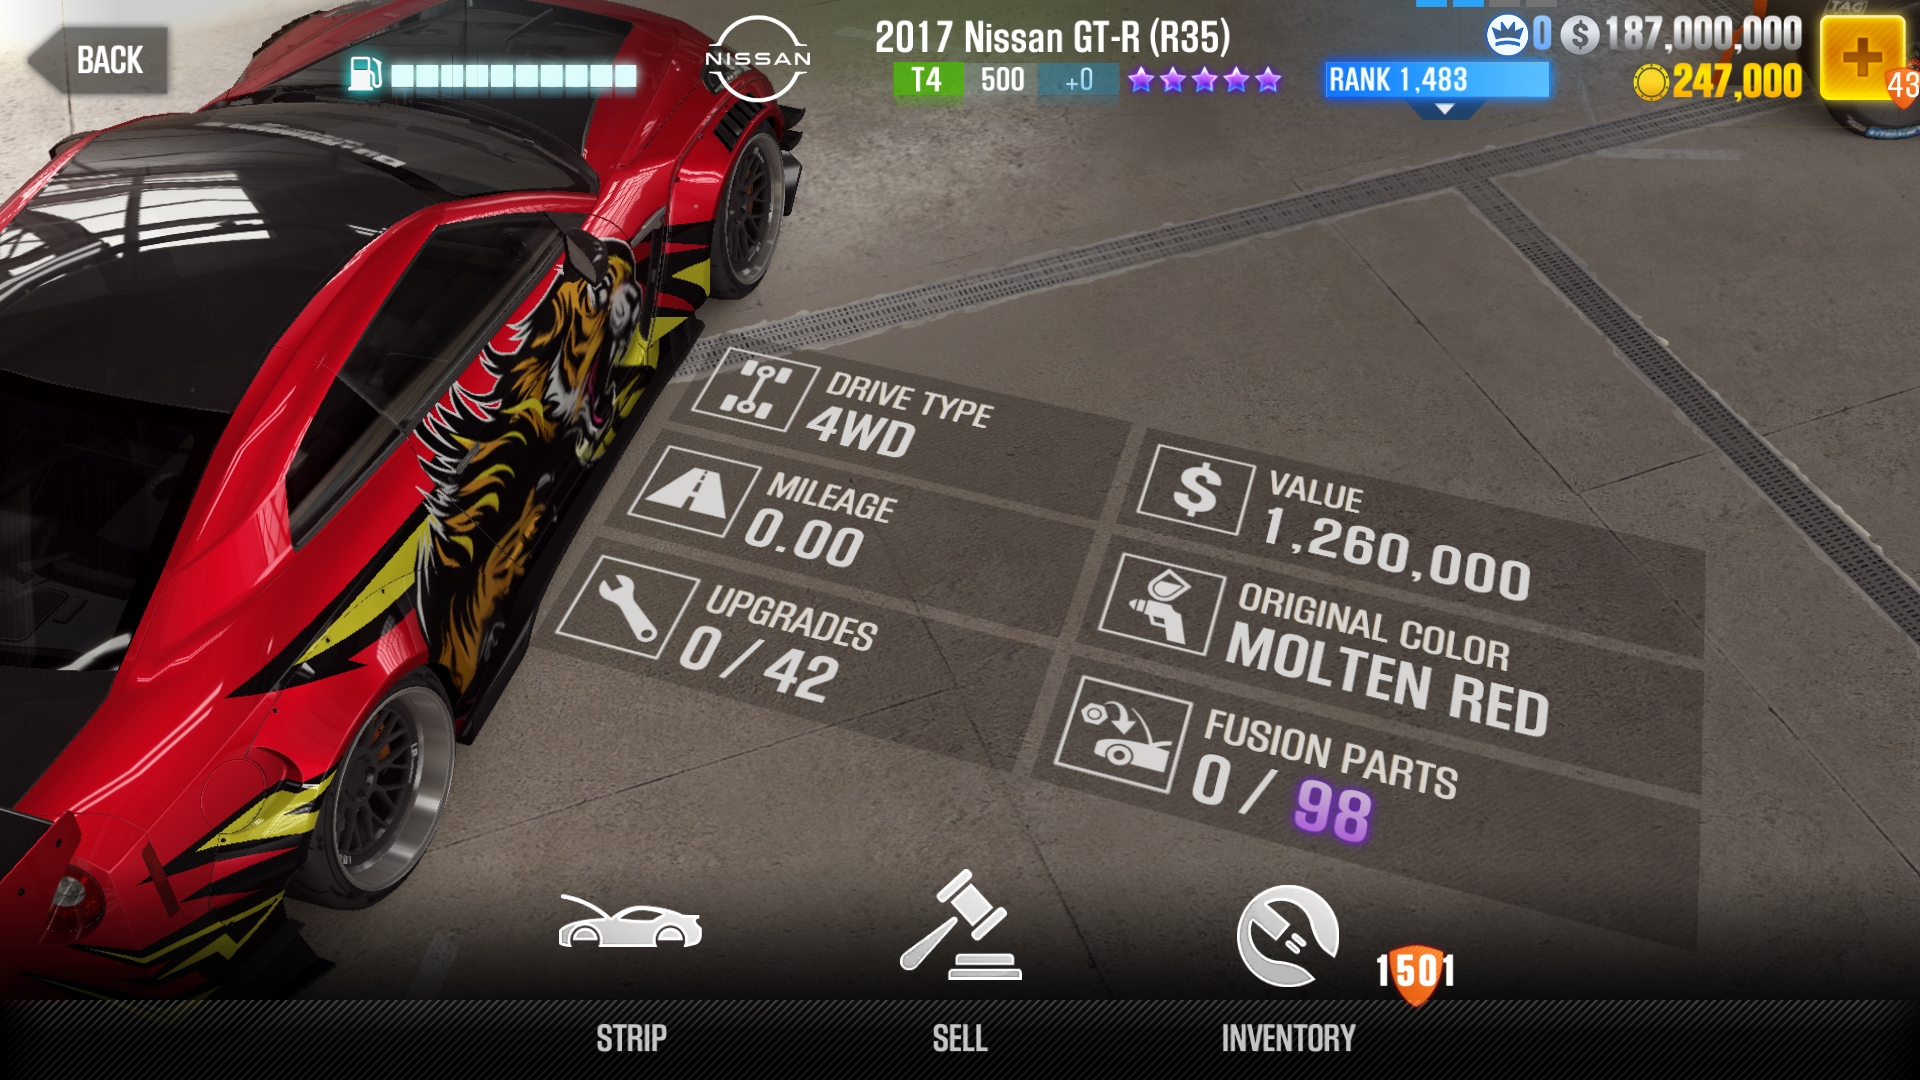 BACK
NISSAN
2017 Nissan GT-R (R35)
T4 500 +0
RANK 1,483
0 $ 187,000,000
247,000
+
43
TAG
DRIVE TYPE
4WD
MILEAGE
0.00
UPGRADES
0 / 42
$ VALUE
1,260,000
ORIGINAL COLOR
MOLTEN RED
FUSION PARTS
0 / 98
1501
STRIP
SELL
INVENTORY